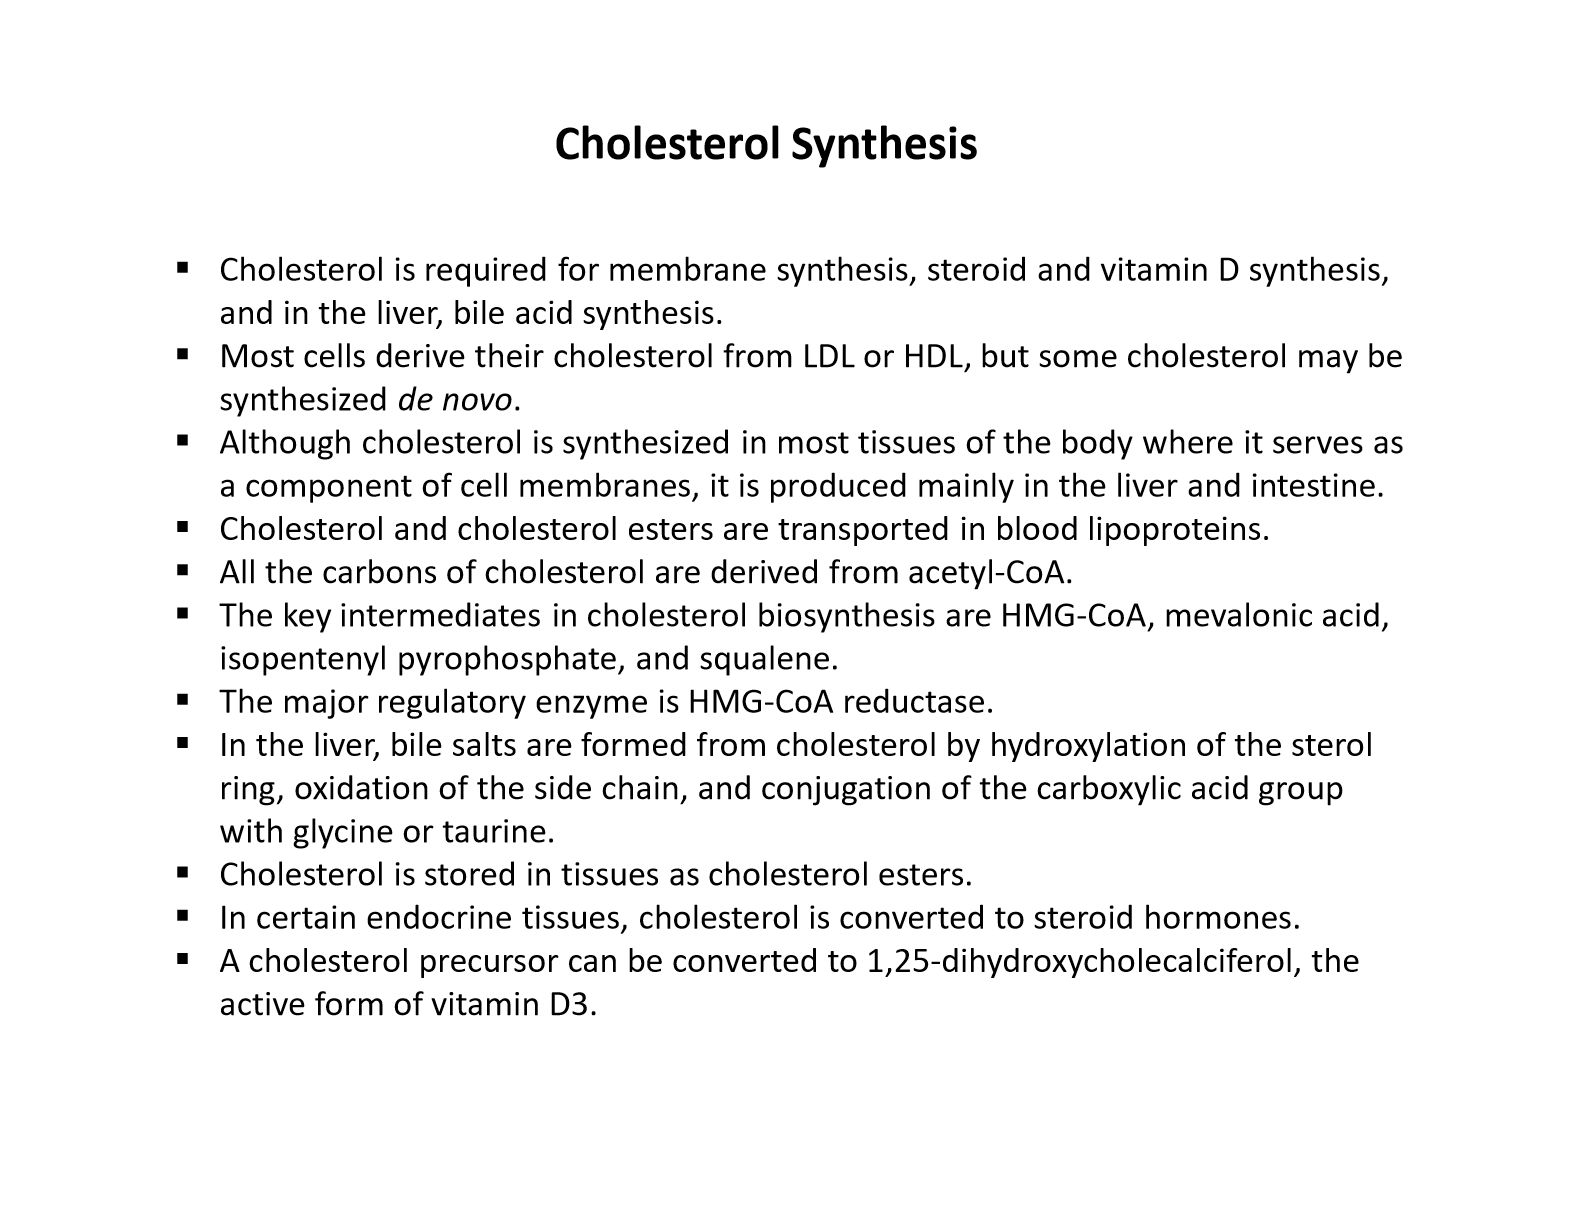 Cholesterol Synthesis
▪ Cholesterol is required for membrane synthesis, steroid and vitamin D synthesis,
and in the liver, bile acid synthesis.
▪ Most cells derive their cholesterol from LDL or HDL, but some cholesterol may be
synthesized de novo.
▪ Although cholesterol is synthesized in most tissues of the body where it serves as
a component of cell membranes, it is produced mainly in the liver and intestine.
▪ Cholesterol and cholesterol esters are transported in blood lipoproteins.
▪ All the carbons of cholesterol are derived from acetyl-CoA.
▪ The key intermediates in cholesterol biosynthesis are HMG-CoA, mevalonic acid,
isopentenyl pyrophosphate, and squalene.
▪ The major regulatory enzyme is HMG-CoA reductase.
▪ In the liver, bile salts are formed from cholesterol by hydroxylation of the sterol
ring, oxidation of the side chain, and conjugation of the carboxylic acid group
with glycine or taurine.
▪ Cholesterol is stored in tissues as cholesterol esters.
▪ In certain endocrine tissues, cholesterol is converted to steroid hormones.
▪ A cholesterol precursor can be converted to 1,25-dihydroxycholecalciferol, the
active form of vitamin D3.